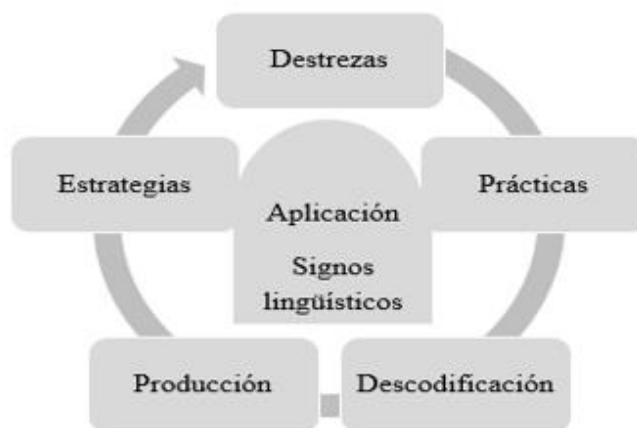 Destrezas
Estrategias
Prácticas
Aplicación
Signos
lingüísticos
Producción
Descodificación